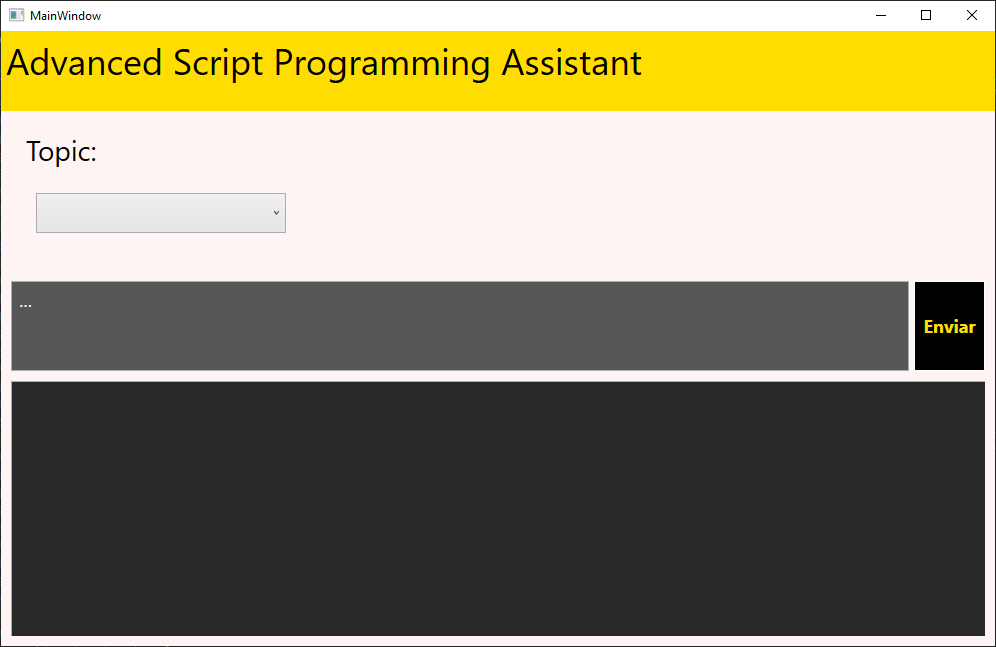 MainWindow
Advanced Script Programming Assistant
Topic:
...
Enviar